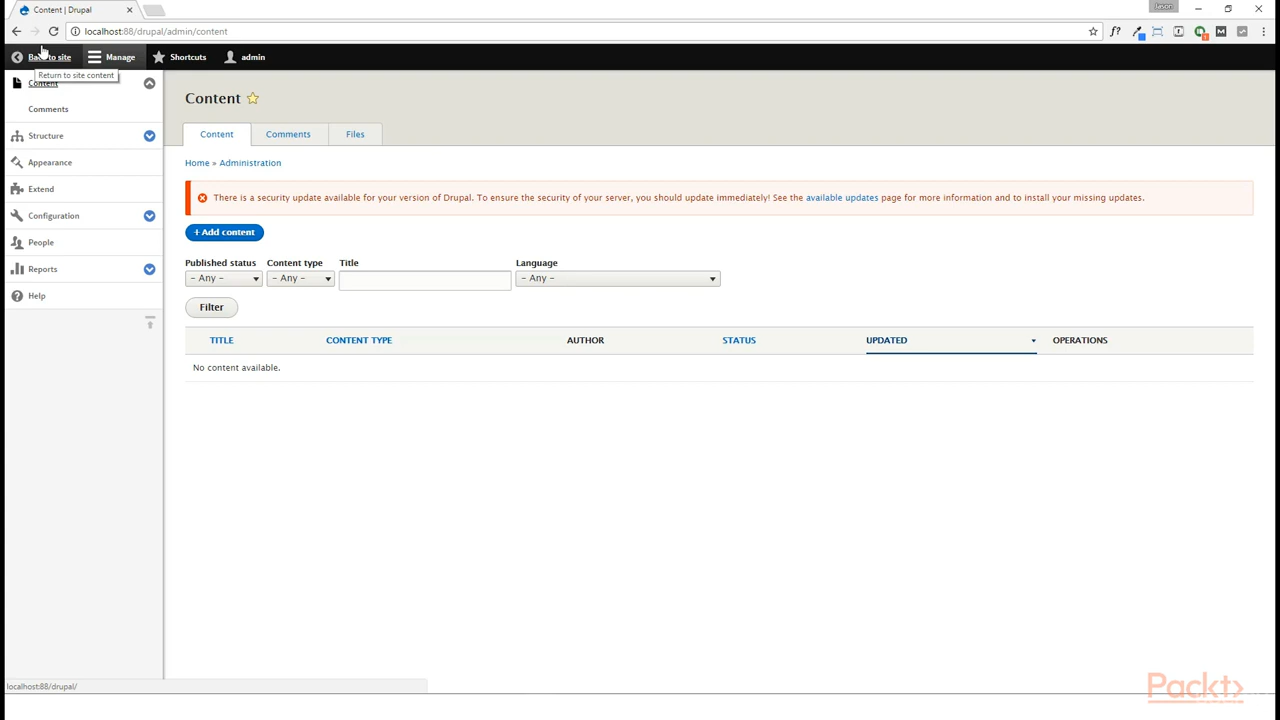 Content | Drupal
Jason
localhost:88/drupal/admin/content
Back to site
Manage
Shortcuts
admin
Return to site content
Content
Comments
Structure
Appearance
Extend
Configuration
People
Reports
Help
Content
Content
Comments
Files
Home » Administration
There is a security update available for your version of Drupal. To ensure the security of your server, you should update immediately! See the available updates page for more information and to install your missing updates.
+ Add content
Published status
Content type
Title
Language
- Any -
- Any -
- Any -
Filter
TITLE
CONTENT TYPE
AUTHOR
STATUS
UPDATED
OPERATIONS
No content available.
localhost:88/drupal/
Packt>